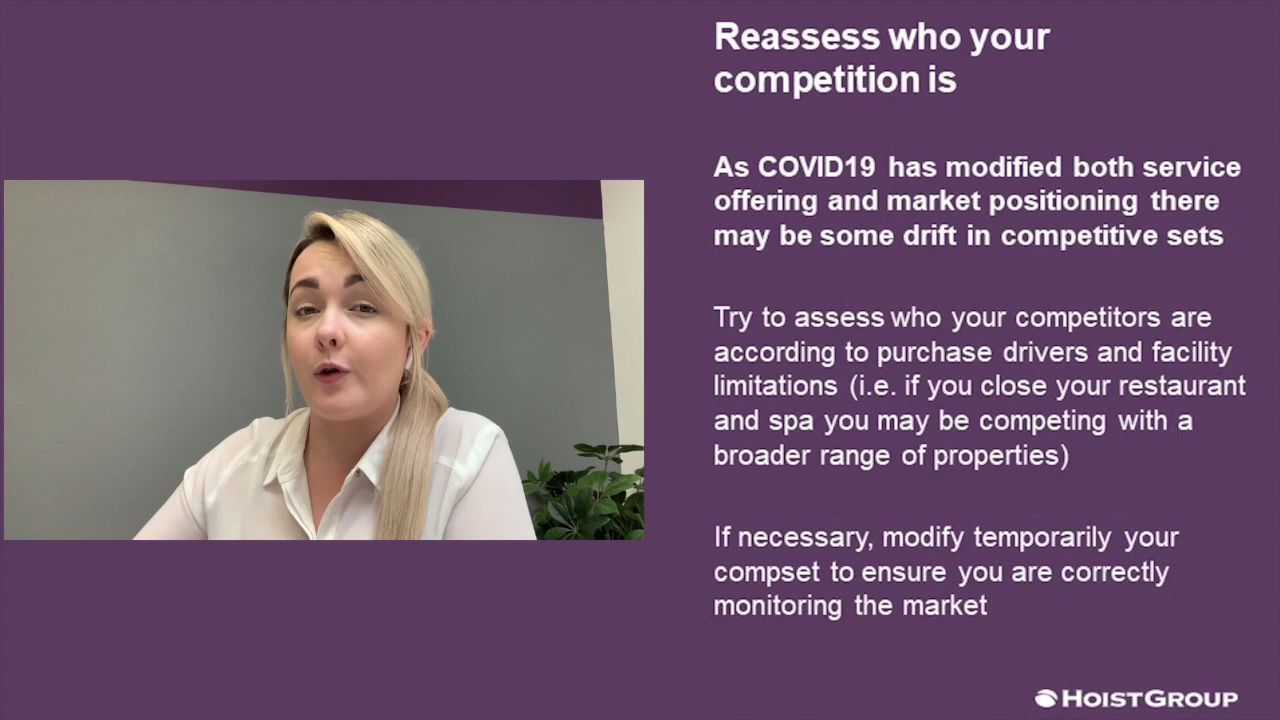 Reassess who your
competition is
As COVID19 has modified both service
offering and market positioning there
may be some drift in competitive sets
Try to assess who your competitors are
according to purchase drivers and facility
limitations (i.e. if you close your restaurant
and spa you may be competing with a
broader range of properties)
If necessary, modify temporarily your
compset to ensure you are correctly
monitoring the market
HOISTGROUP